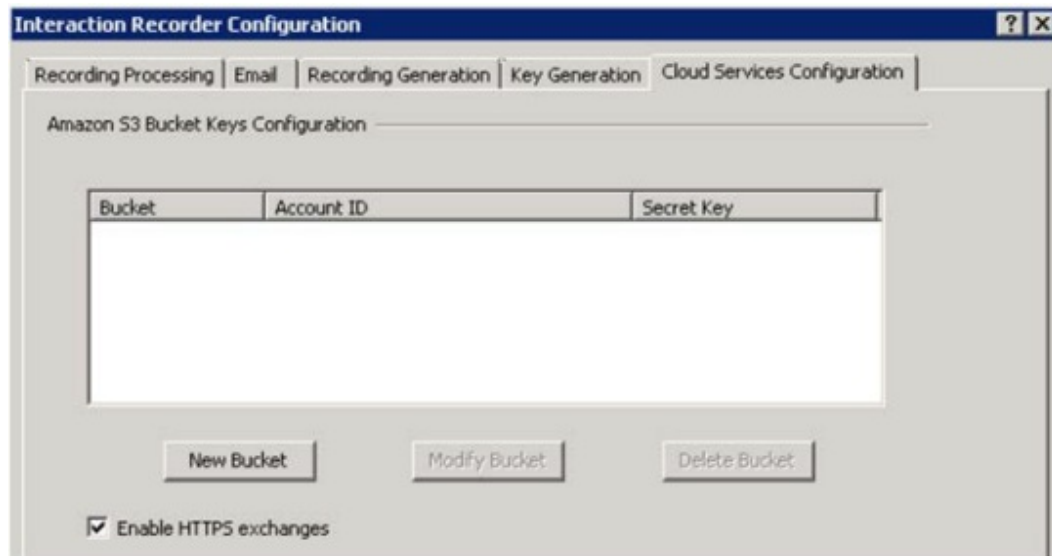 Interaction Recorder Configuration
Recording Processing Email Recording Generation Key Generation Cloud Services Configuration
Amazon S3 Bucket Keys Configuration
Bucket Account ID Secret Key
New Bucket Modify Bucket Delete Bucket
Enable HTTPS exchanges